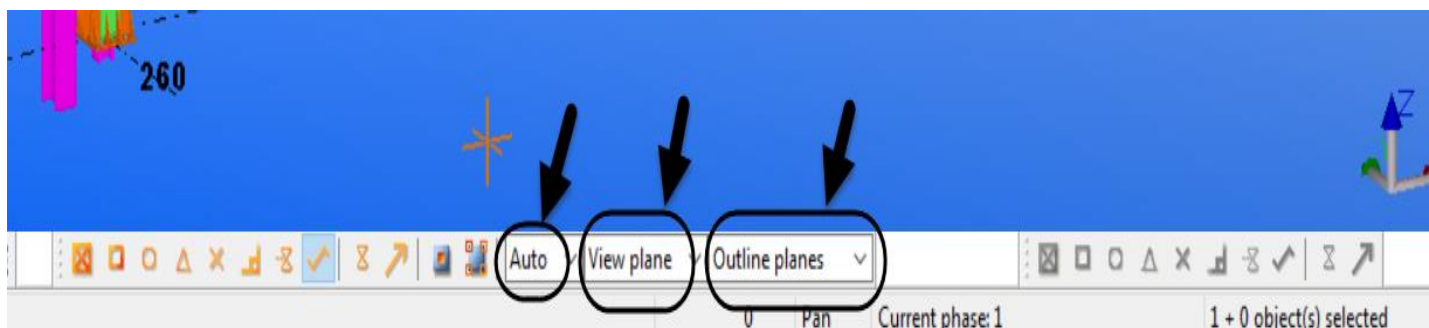 260
Z
Auto View plane Outline planes
0 Pan Current phase: 1 1 + 0 object(s) selected